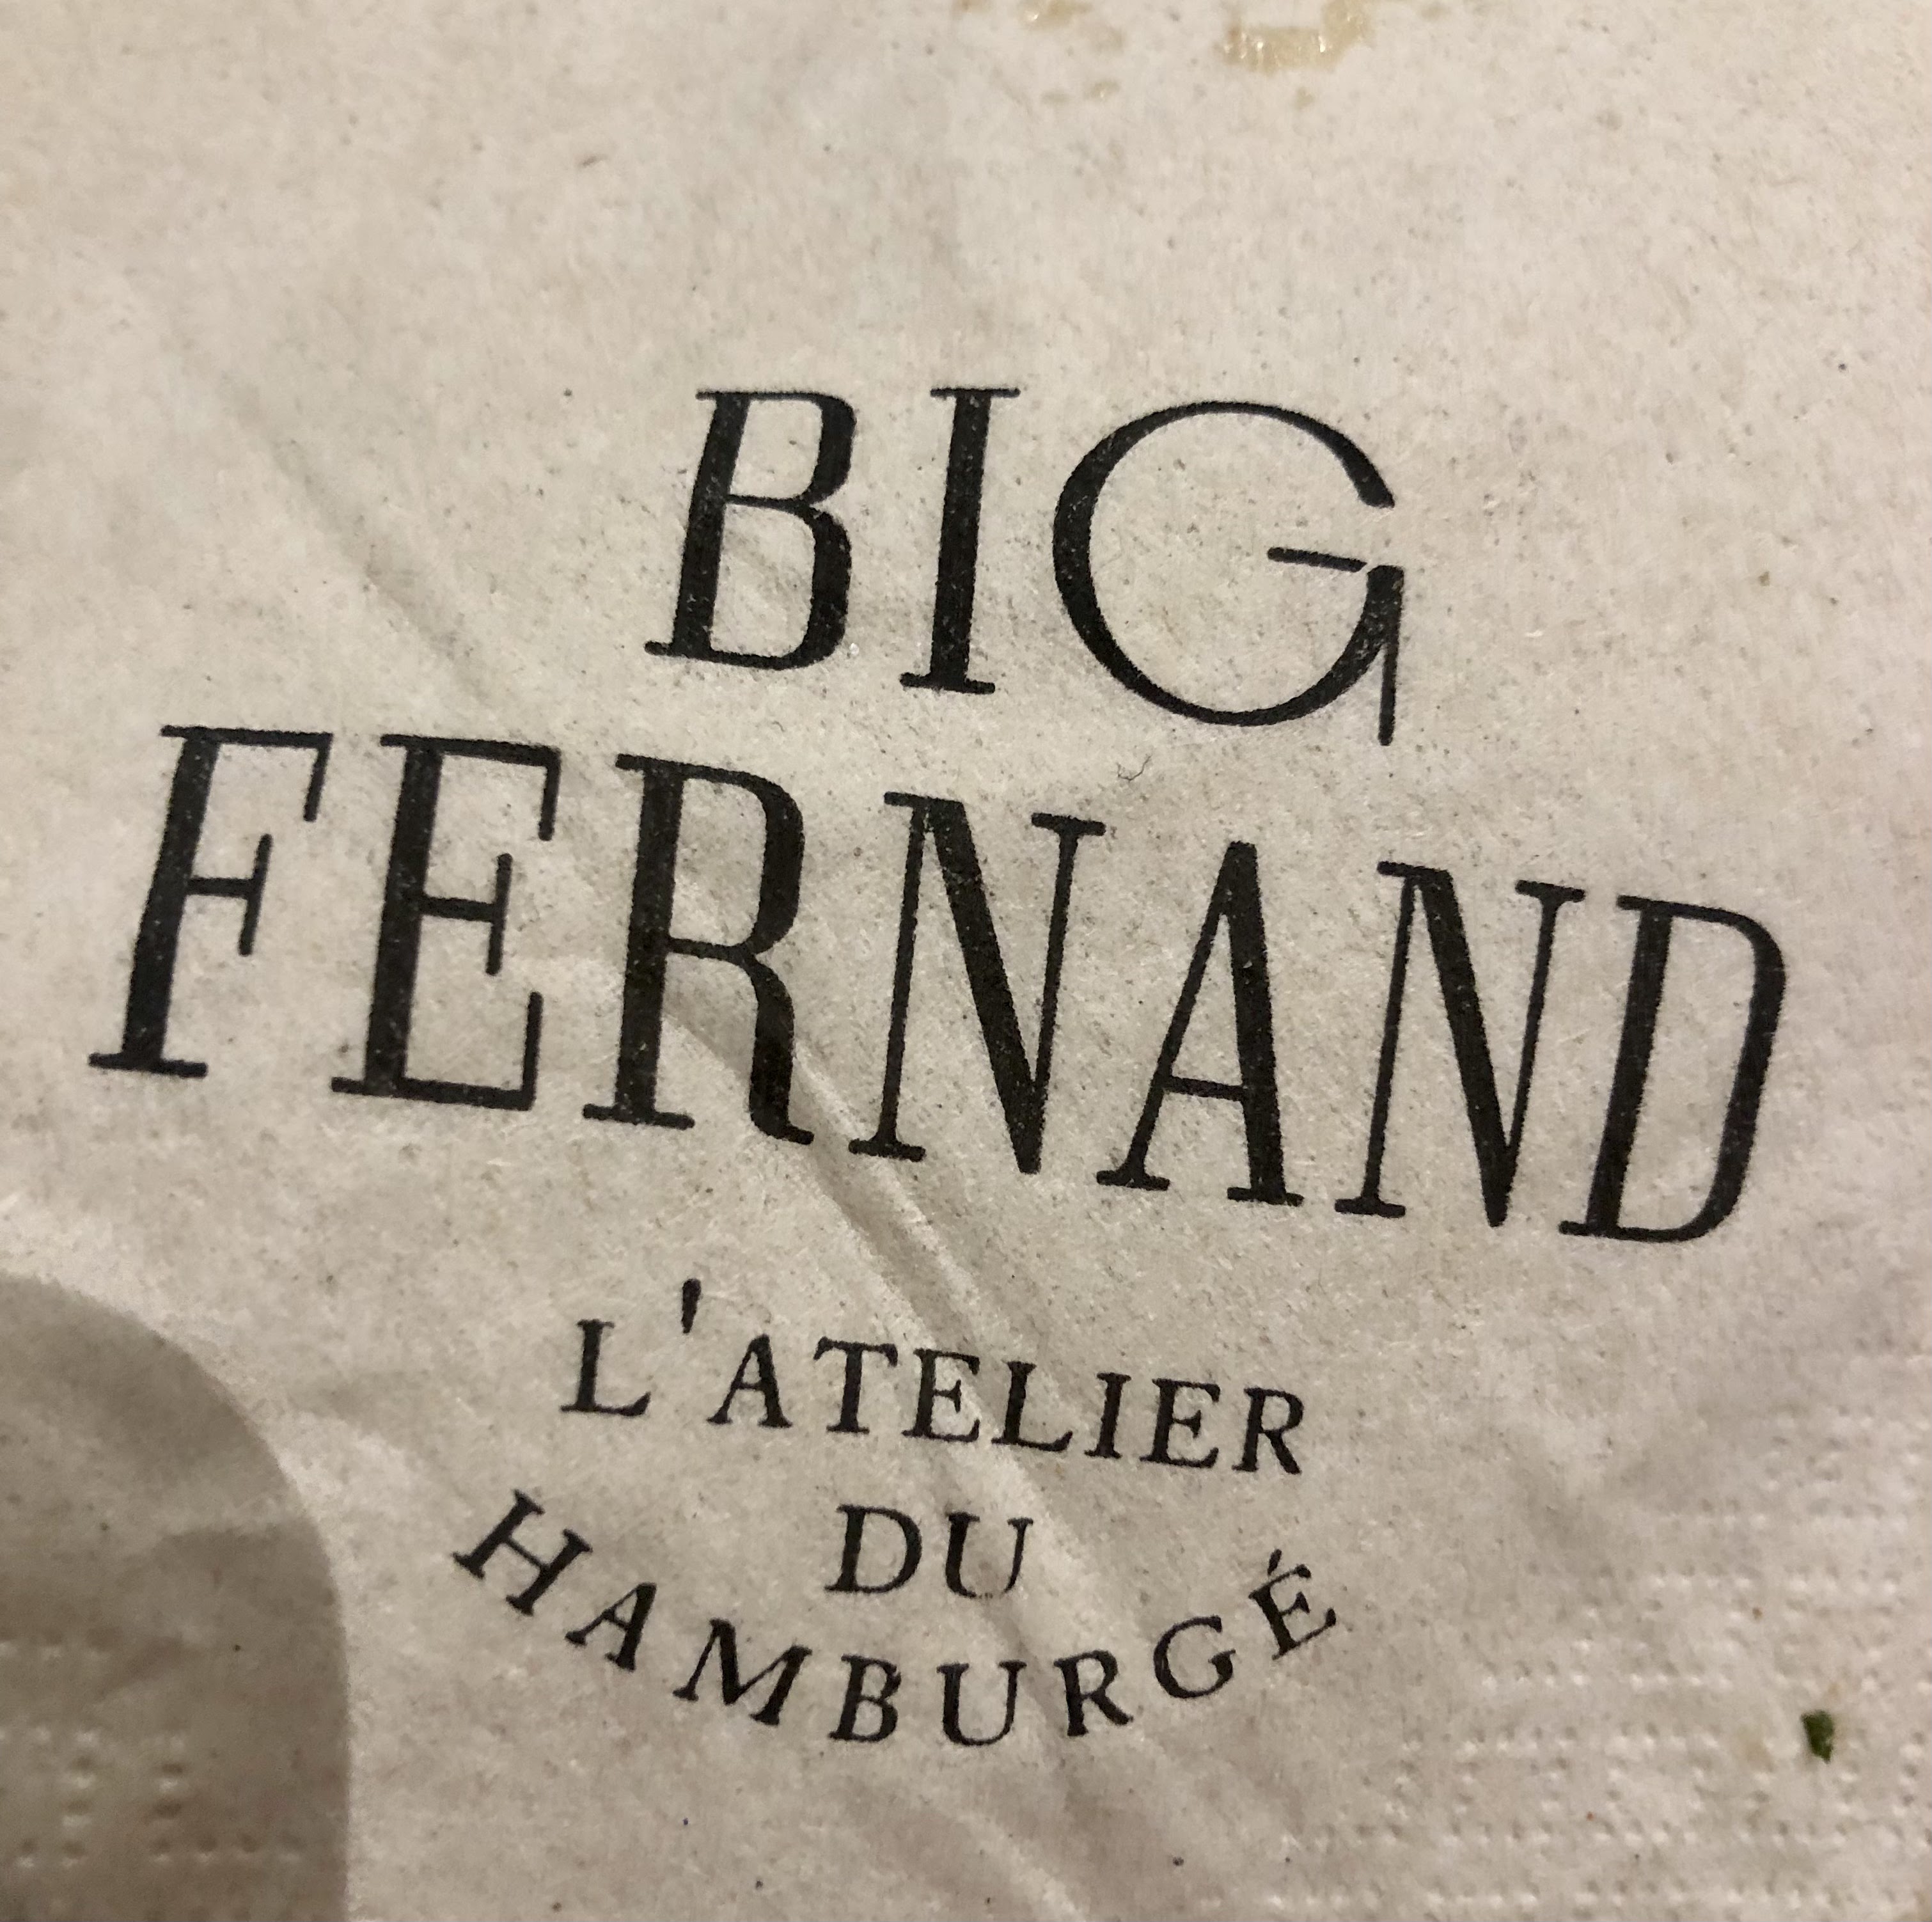 BIG
FERNAND
L'ATELIER
DU
HAMBURGÉ